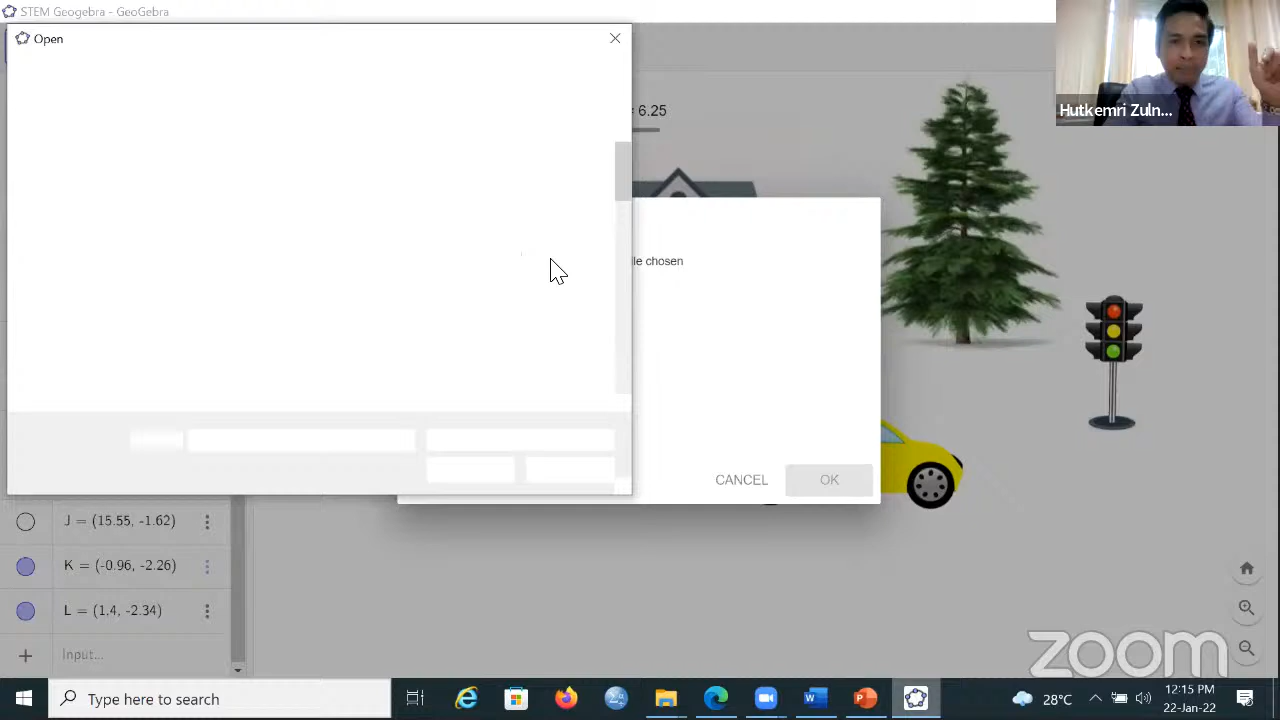 STEM Geogebra - GeoGebra
Open
= 6.25
Hutkemri Zuln...
le chosen
CANCEL
OK
J = (15.55, -1.62)
K = (-0.96, -2.26)
L = (1.4, -2.34)
Input...
zoom
Type here to search
28°C
12:15 PM
22-Jan-22